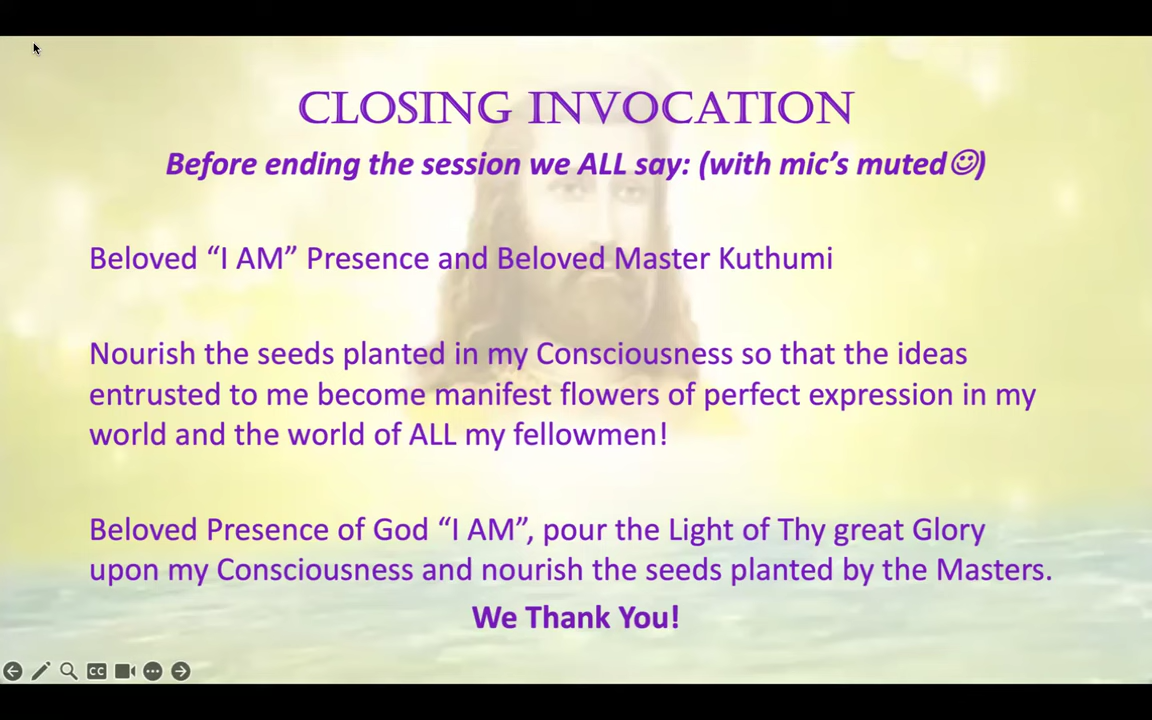 CLOSING INVOCATION
Before ending the session we ALL say: (with mic's muted☺)
Beloved “I AM” Presence and Beloved Master Kuthumi
Nourish the seeds planted in my Consciousness so that the ideas
entrusted to me become manifest flowers of perfect expression in my
world and the world of ALL my fellowmen!
Beloved Presence of God “I AM”, pour the Light of Thy great Glory
upon my Consciousness and nourish the seeds planted by the Masters.
We Thank You!
CC